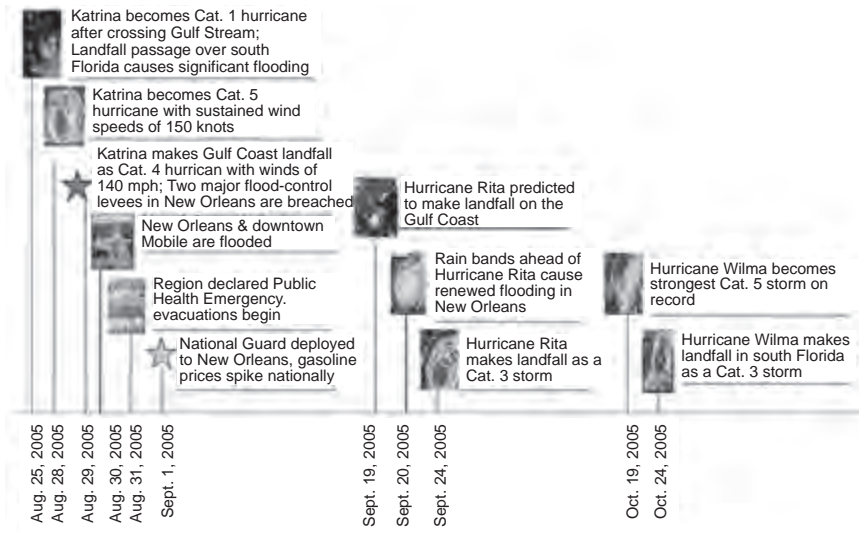 Katrina becomes Cat. 1 hurricane
after crossing Gulf Stream;
Landfall passage over south
Florida causes significant flooding
Katrina becomes Cat. 5
hurricane with sustained wind
speeds of 150 knots
Katrina makes Gulf Coast landfall
as Cat. 4 hurrican with winds of
140 mph; Two major flood-control
levees in New Orleans are breached
New Orleans & downtown
Mobile are flooded
Region declared Public
Health Emergency.
evacuations begin
National Guard deployed
to New Orleans, gasoline
prices spike nationally
Hurricane Rita predicted
to make landfall on the
Gulf Coast
Rain bands ahead of
Hurricane Rita cause
renewed flooding in
New Orleans
Hurricane Rita
makes landfall as a
Cat. 3 storm
Hurricane Wilma becomes
strongest Cat. 5 storm on
record
Hurricane Wilma makes
landfall in south Florida
as a Cat. 3 storm
Aug. 25, 2005
Aug. 28, 2005
Aug. 29, 2005
Aug. 30, 2005
Aug. 31, 2005
Sept. 1, 2005
Sept. 19, 2005
Sept. 20, 2005
Sept. 24, 2005
Oct. 19, 2005
Oct. 24, 2005